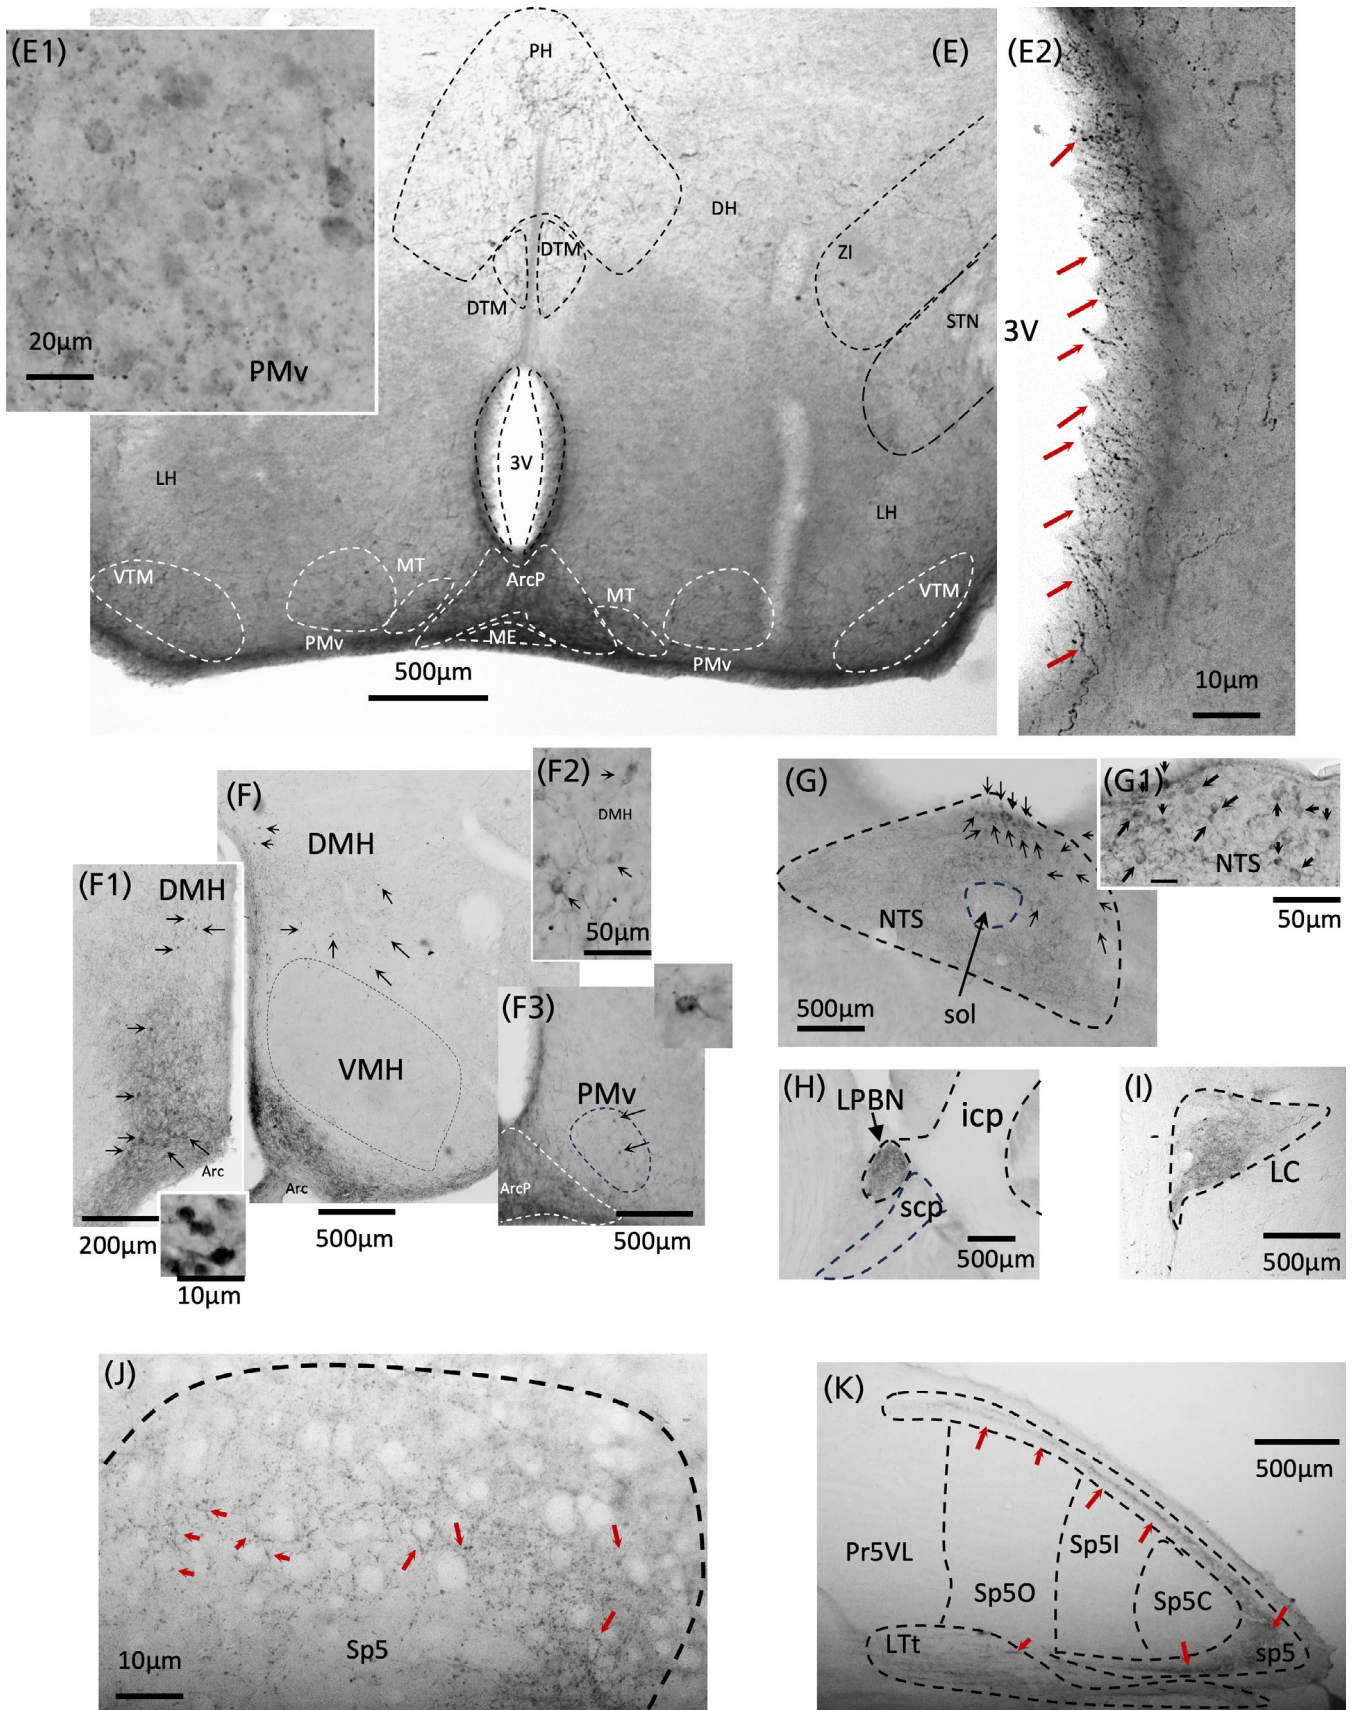 (E1)
20µm
PMv
(E)
PH
DH
DTM
DTM
ZI
STN
3V
LH
LH
VTM
MT
ArcP
MT
VTM
PMv
ME
PMv
500µm
(E2)
3V
10µm
(F)
DMH
VMH
Arc
500µm
(F1)
DMH
Arc
200µm
10µm
(F2)
DMH
50µm
(F3)
PMv
ArcP
500µm
(G)
NTS
sol
500µm
(G1)
NTS
50µm
(H)
LPBN
icp
scp
500µm
(I)
LC
500µm
(J)
Sp5
10µm
(K)
500µm
Pr5VL
Sp5O
Sp5I
Sp5C
LTt
sp5